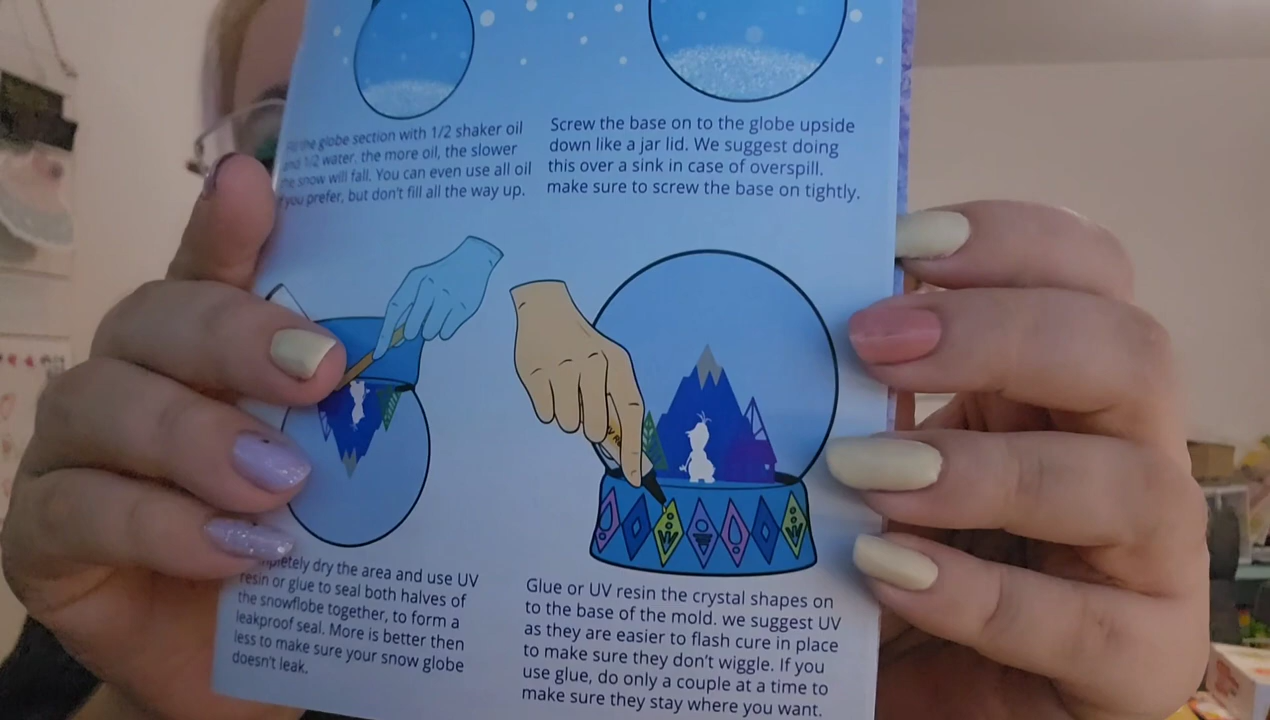 the globe section with 1/2 shaker oil
and 1/2 water. the more oil, the slower
the snow will fall. You can even use all oil
if you prefer, but don't fill all the way up.
Screw the base on to the globe upside
down like a jar lid. We suggest doing
this over a sink in case of overspill.
make sure to screw the base on tightly.
dry the area and use UV
resin or glue to seal both halves of
the snowflobe together, to form a
leakproof seal. More is better then
less to make sure your snow globe
doesn't leak.
UV
Glue or UV resin the crystal shapes on
to the base of the mold. we suggest UV
as they are easier to flash cure in place
to make sure they don't wiggle. If you
use glue, do only a couple at a time to
make sure they stay where you want.